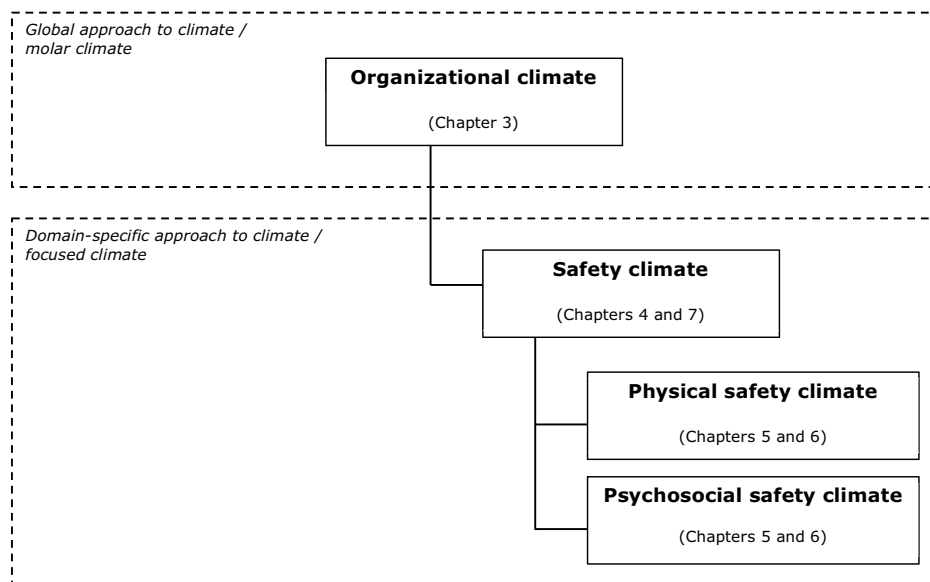 Global approach to climate /
molar climate
Organizational climate
(Chapter 3)
Domain-specific approach to climate /
focused climate
Safety climate
(Chapters 4 and 7)
Physical safety climate
(Chapters 5 and 6)
Psychosocial safety climate
(Chapters 5 and 6)